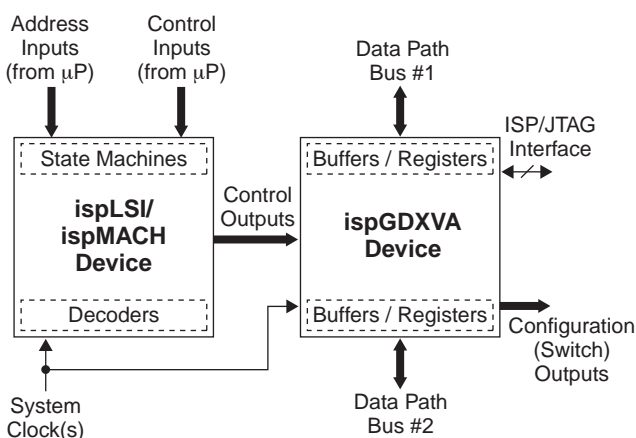 Address
Inputs
(from μP)
Control
Inputs
(from μP)
Data Path
Bus #1
ISP/JTAG
Interface
State Machines
ispLSI/
ispMACH
Device
Decoders
Control
Outputs
Buffers / Registers
ispGDXVA
Device
Buffers / Registers
Configuration
(Switch)
Outputs
System
Clock(s)
Data Path
Bus #2